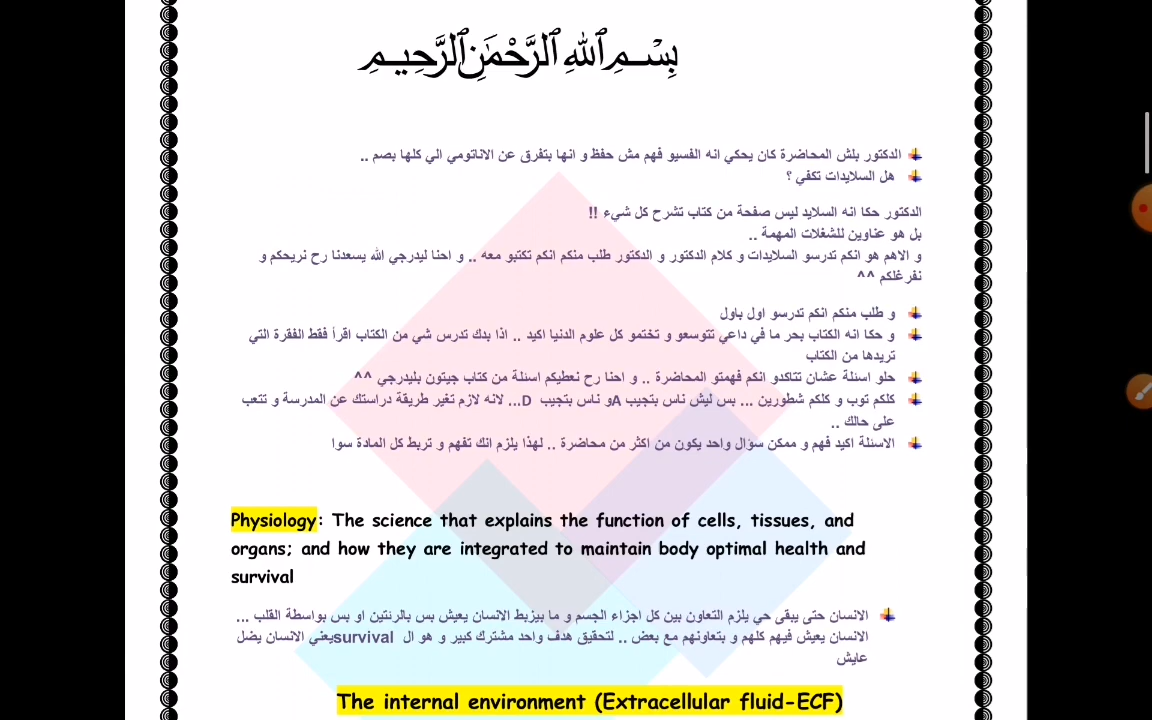 بِسْمِ ٱللَّهِ ٱلرَّحْمَٰنِ ٱلرَّحِيمِ
الدكتور بلش المحاضرة كان يحكي انه الفسيو فهم مش حفظ و انها بتفرق عن الاناتومي الي كلها بصم ..
هل السلايدات تكفي ؟
الدكتور حكا انه السلايد ليس صفحة من كتاب تشرح كل شيء !!
بل هو عناوين للشغلات المهمة ..
و الاهم هو انكم تدرسو السلايدات و كلام الدكتور و الدكتور طلب منكم انكم تكتبو معه .. و احنا ليدرجي الله يسعدنا رح نريحكم و
نفرغلكم ^^
و طلب منكم انكم تدرسو اول باول
و حكا انه الكتاب بحر ما في داعي تتوسعو و تختمو كل علوم الدنيا اكيد .. اذا بدك تدرس شي من الكتاب اقرأ فقط الفقرة التي
تريدها من الكتاب
حلو اسئلة عشان تتاكدو انكم فهمتو المحاضرة .. و احنا رح نعطيكم اسئلة من كتاب جيتون بليدرجي ^^
كلكم توب و كلكم شطورين ... بس ليش ناس بتجيب Aو ناس بتجيب D... لانه لازم تغير طريقة دراستك عن المدرسة و تتعب
على حالك ..
الاسئلة اكيد فهم و ممكن سؤال واحد يكون من اكثر من محاضرة .. لهذا يلزم انك تفهم و تربط كل المادة سوا
Physiology: The science that explains the function of cells, tissues, and
organs; and how they are integrated to maintain body optimal health and
survival
الانسان حتى يبقى حي يلزم التعاون بين كل اجزاء الجسم و ما بيزبط الانسان يعيش بس بالرئتين او بس بواسطة القلب ...
الانسان يعيش فيهم كلهم و بتعاونهم مع بعض .. لتحقيق هدف واحد مشترك كبير و هو ال survivalيعني الانسان يضل
عايش
The internal environment (Extracellular fluid-ECF)